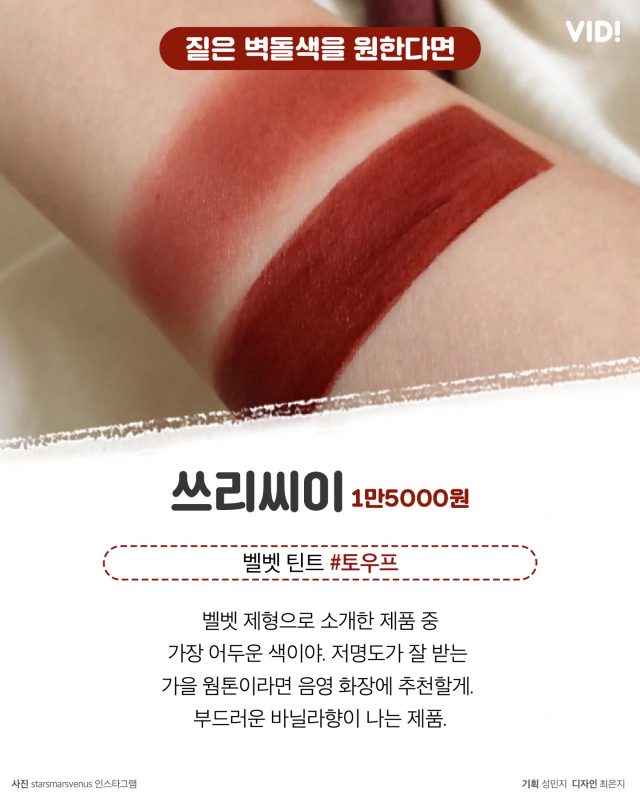 짙은 벽돌색을 원한다면
VID!
쓰리씨이 1만5000원
벨벳 틴트 #토우프
벨벳 제형으로 소개한 제품 중
가장 어두운 색이야. 저명도가 잘 받는
가을 웜톤이라면 음영 화장에 추천할게.
부드러운 바닐라향이 나는 제품.
사진 starsmarsvenus 인스타그램
기획 성민지 디자인 최은지